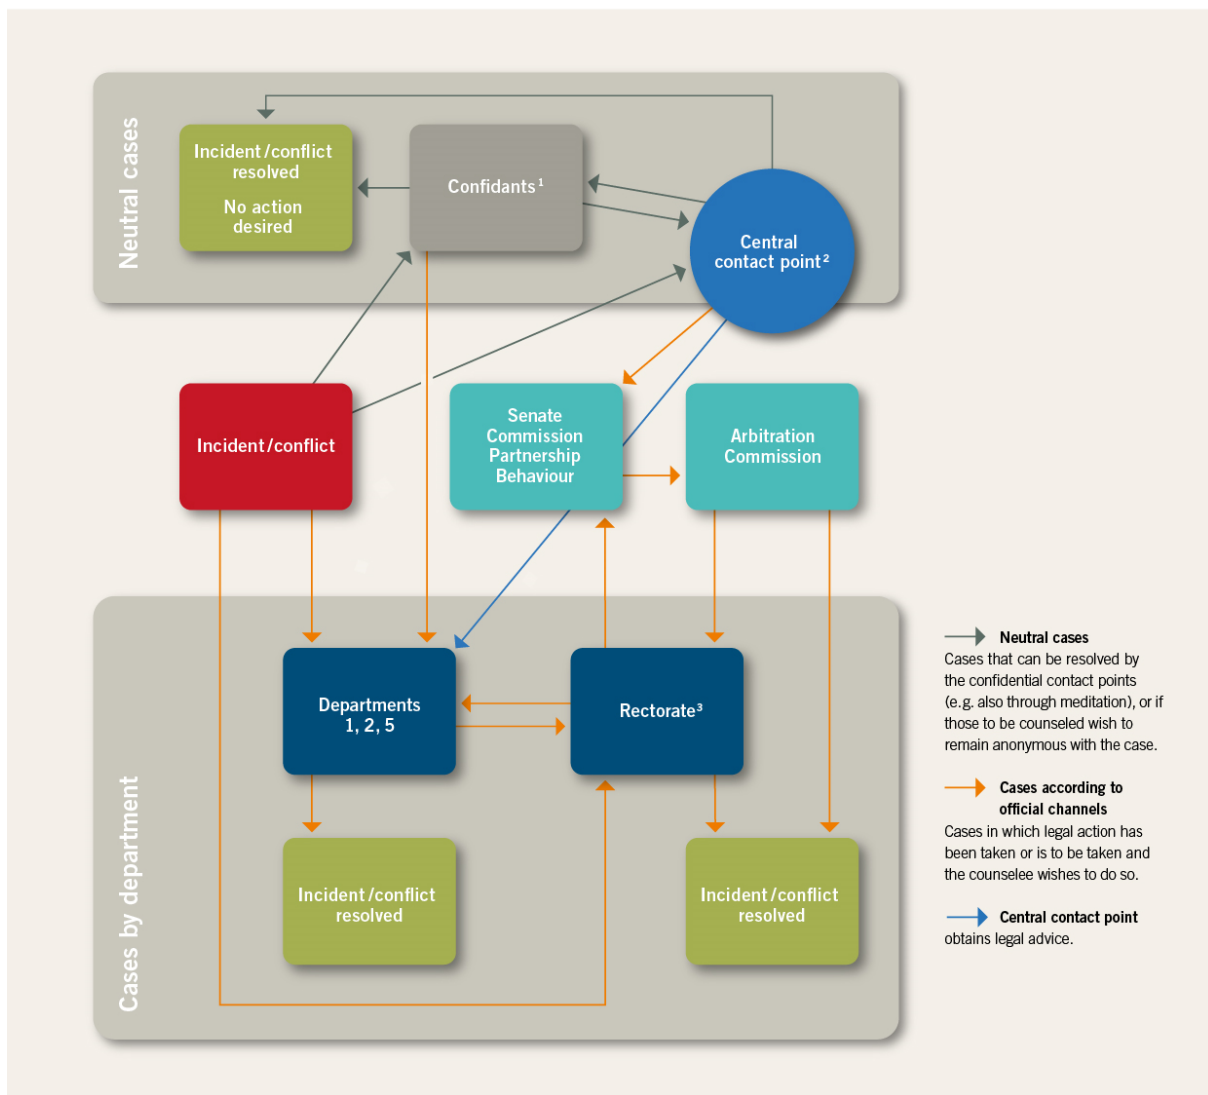 Neutral cases
Incident/conflict
resolved
No action
desired
Confidants¹
Central
contact point²
Incident/conflict
Senate
Commission
Partnership
Behaviour
Arbitration
Commission
Cases by department
Departments
1, 2, 5
Rectorate³
Incident/conflict
resolved
Incident/conflict
resolved
Neutral cases
Cases that can be resolved by
the confidential contact points
(e.g. also through meditation), or if
those to be counseled wish to
remain anonymous with the case.
Cases according to
official channels
Cases in which legal action has
been taken or is to be taken and
the counselee wishes to do so.
Central contact point
obtains legal advice.